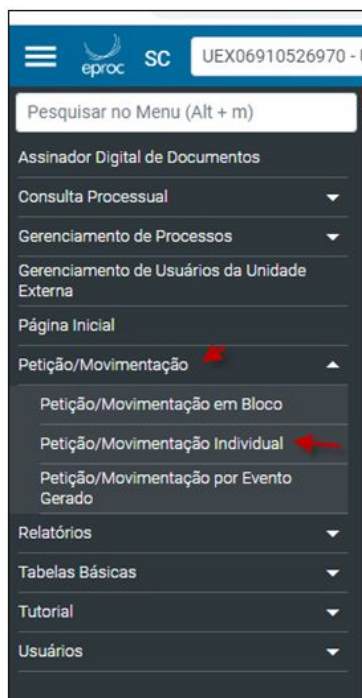 eproc SC UEX06910526970 -
Pesquisar no Menu (Alt + m)
Assinador Digital de Documentos
Consulta Processual
Gerenciamento de Processos
Gerenciamento de Usuários da Unidade
Externa
Página Inicial
Petição/Movimentação
Petição/Movimentação em Bloco
Petição/Movimentação Individual
Petição/Movimentação por Evento
Gerado
Relatórios
Tabelas Básicas
Tutorial
Usuários